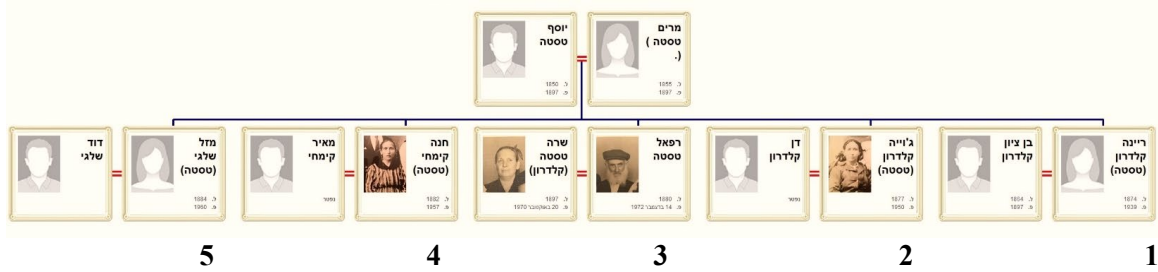 יוסף
טסטה
נ. 1850
פ. 1897
מרים
טסטה )
(.
נ. 1855
פ. 1897
ריינה
קלדרון
(טסטה)
נ. 1874
פ. 1939
בן ציון
קלדרון
נ. 1854
פ. 1897
ג'וייה
קלדרון
(טסטה)
נ. 1877
פ. 1950
דן
קלדרון
נפטר
רפאל
טסטה
נ. 1890
פ. 14 בדצמבר 1972
שרה
טסטה
(קלדרון)
נ. 1897
פ. 20 באוקטובר 1970
חנה
קימחי
(טסטה)
נ. 1882
פ. 1957
מאיר
קימחי
נפטר
מזל
שלגי
(טסטה)
נ. 1884
פ. 1960
דוד
שלגי
1
2
3
4
5